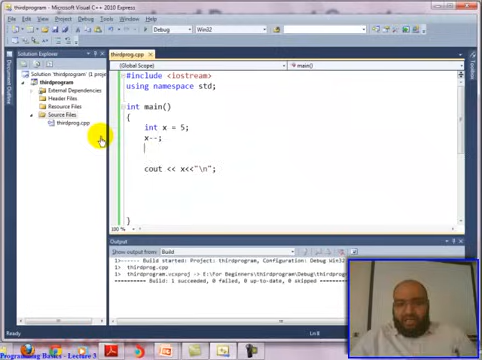 thirdprogram - Microsoft Visual C++ 2010 Express
File Edit View Project Debug Tools Window Help
Debug Win32
Solution Explorer
thirdprog.cpp
(Global Scope) main()
Solution 'thirdprogram' (1 proj
thirdprogram
External Dependencies
Header Files
Resource Files
Source Files
thirdprog.cpp
#include <iostream>
using namespace std;
int main()
{
int x = 5;
x--;
cout << x<<"\n";
}
100 %
Output
Show output from: Build
1>------ Build started: Project: thirdprogram, Configuration: Debug Win32
1> thirdprog.cpp
1> thirdprogram.vcxproj -> E:\For Beginners\thirdprogram\Debug\thirdprogr
========== Build: 1 succeeded, 0 failed, 0 up-to-date, 0 skipped
Ready
Ln 8
Programming Basics - Lecture 3